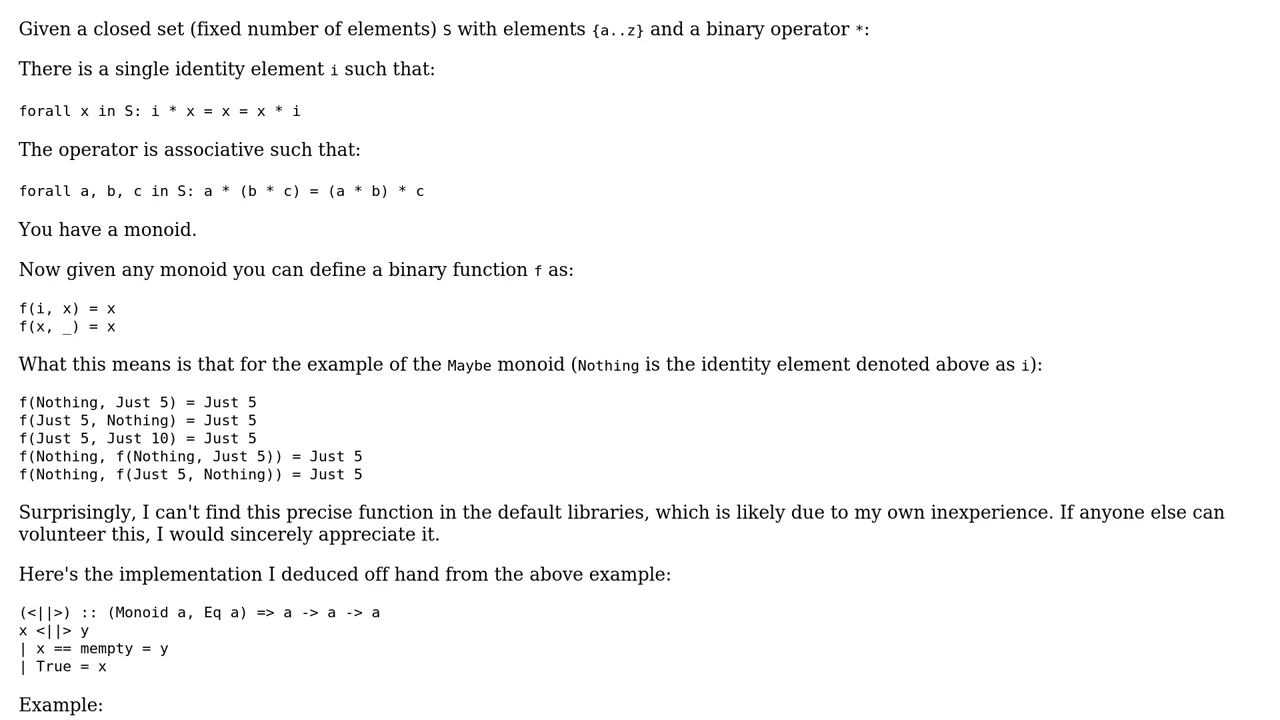 Given a closed set (fixed number of elements) S with elements {a..z} and a binary operator *:
There is a single identity element i such that:
forall x in S: i * x = x = x * i
The operator is associative such that:
forall a, b, c in S: a * (b * c) = (a * b) * c
You have a monoid.
Now given any monoid you can define a binary function f as:
f(i, x) = x
f(x, _) = x
What this means is that for the example of the Maybe monoid (Nothing is the identity element denoted above as i):
f(Nothing, Just 5) = Just 5
f(Just 5, Nothing) = Just 5
f(Just 5, Just 10) = Just 5
f(Nothing, f(Nothing, Just 5)) = Just 5
f(Nothing, f(Just 5, Nothing)) = Just 5
Surprisingly, I can't find this precise function in the default libraries, which is likely due to my own inexperience. If anyone else can
volunteer this, I would sincerely appreciate it.
Here's the implementation I deduced off hand from the above example:
(<||>) :: (Monoid a, Eq a) => a -> a -> a
x <||> y
| x == mempty = y
| True = x
Example: